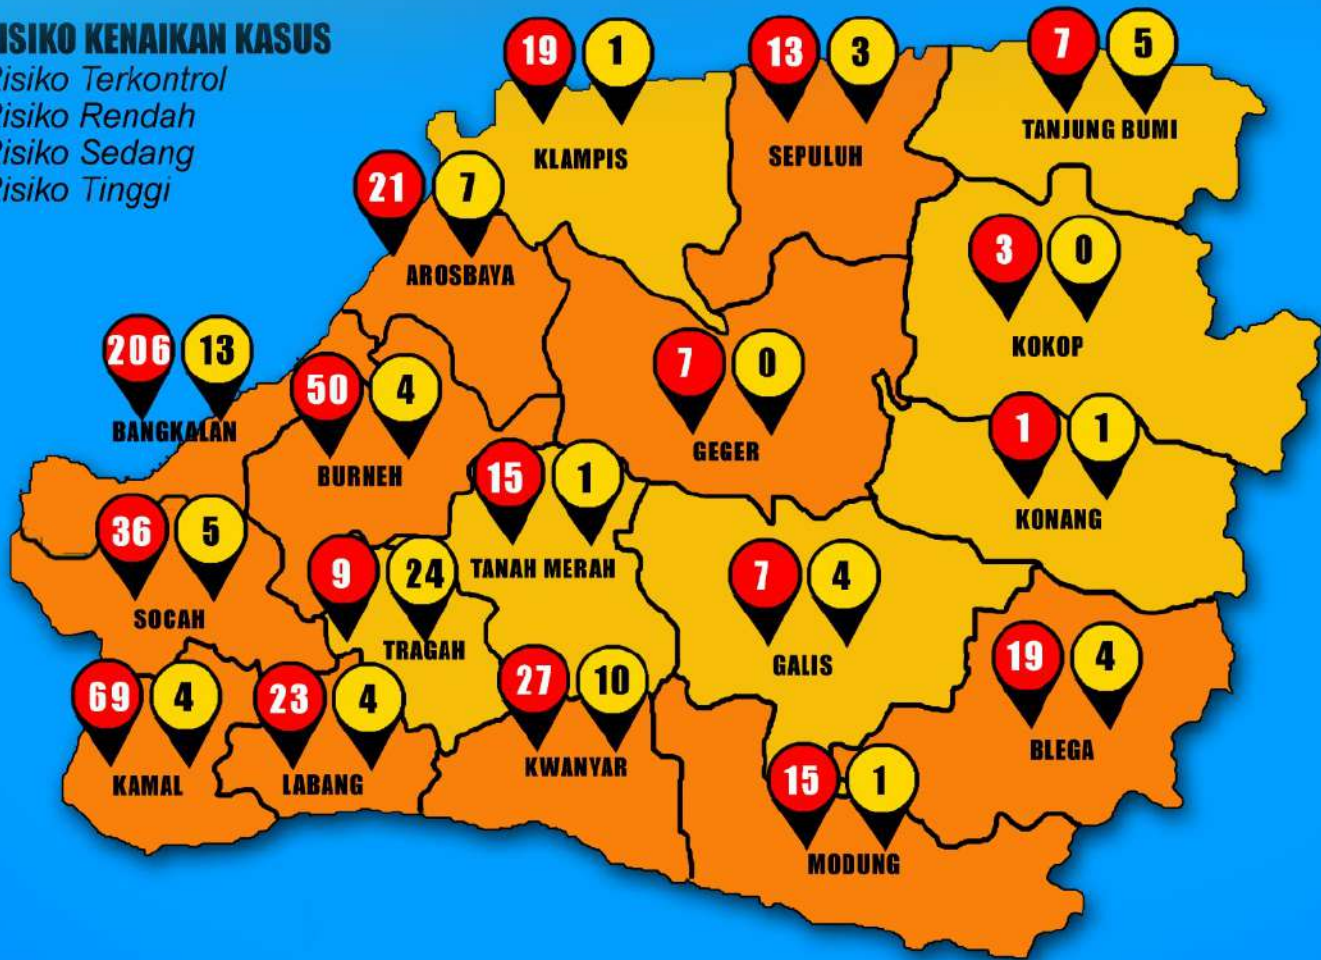 ISIKO KENAIKAN KASUS
isiko Terkontrol
Risiko Rendah
Risiko Sedang
Risiko Tinggi
19 1
KLAMPIS
13 3
SEPULUH
7 5
TANJUNG BUMI
21 7
AROSBAYA
3 0
KOKOP
206 13
BANGKALAN
50 4
BURNEH
7 0
GEGER
1 1
KONANG
15 1
TANAH MERAH
36 5
SOCAH
9 24
TRAGAH
7 4
GALIS
19 4
BLEGA
69 4
KAMAL
23 4
LABANG
27 10
KWANYAR
15 1
MODUNG